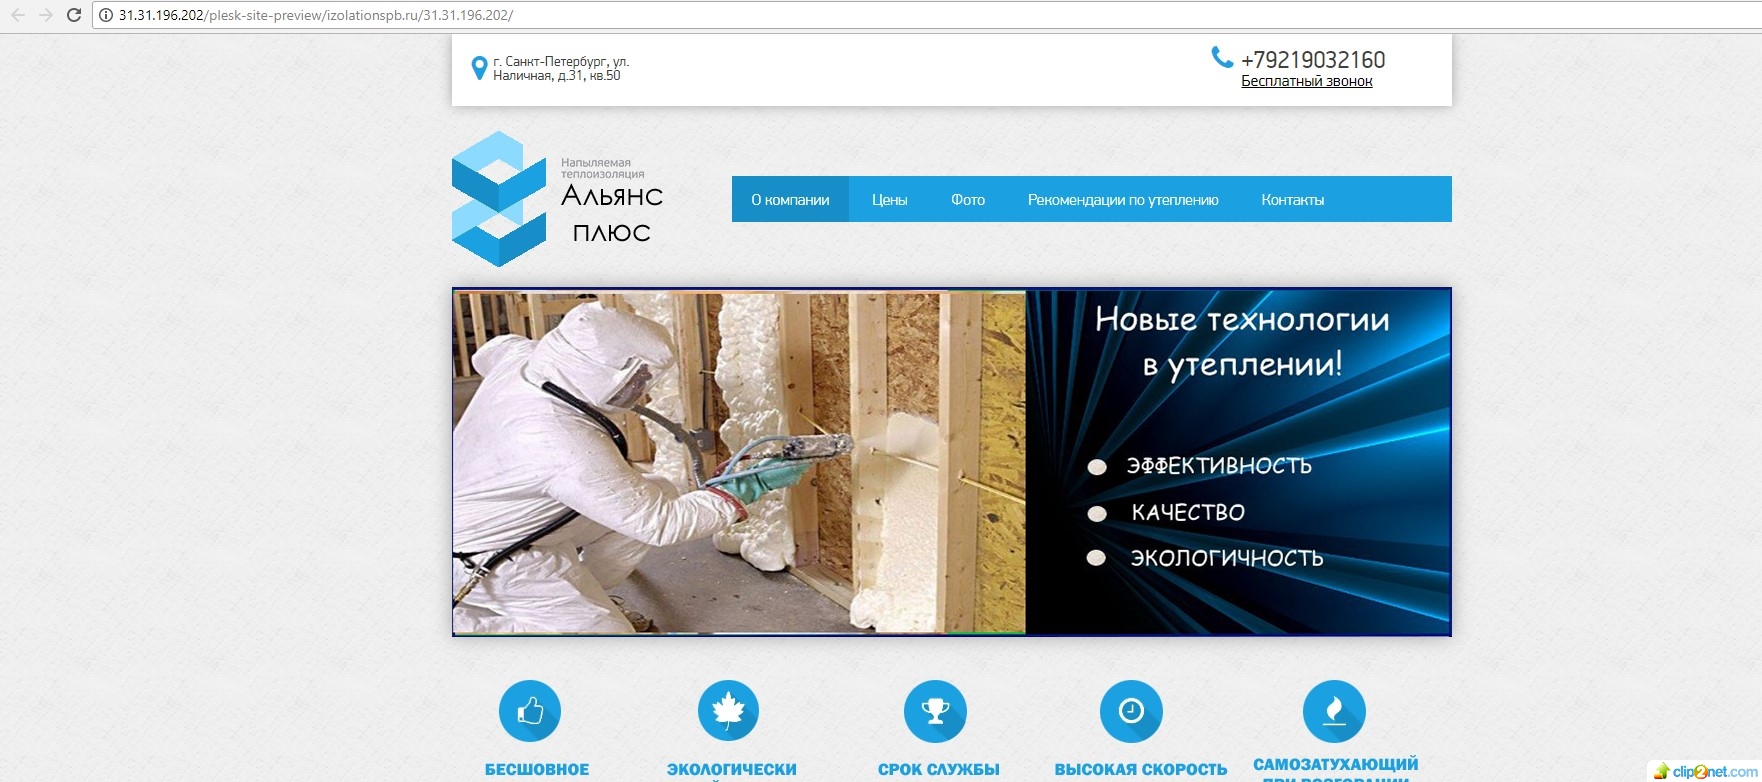 31.31.196.202/plesk-site-preview/izolationspb.ru/31.31.196.202/
г. Санкт-Петербург, ул.
Наличная, д.31, кв.50
+79219032160
Бесплатный звонок
Напыляемая
теплоизоляция
Альянс
плюс
О компании
Цены
Фото
Рекомендации по утеплению
Контакты
Новые технологии
в утеплении!
ЭФФЕКТИВНОСТЬ
КАЧЕСТВО
ЭКОЛОГИЧНОСТЬ
БЕСШОВНОЕ
ЭКОЛОГИЧЕСКИ
СРОК СЛУЖБЫ
ВЫСОКАЯ СКОРОСТЬ
САМОЗАТУХАЮЩИЙ
ПРИ ВОЗГОРАНИИ
clip2net.com